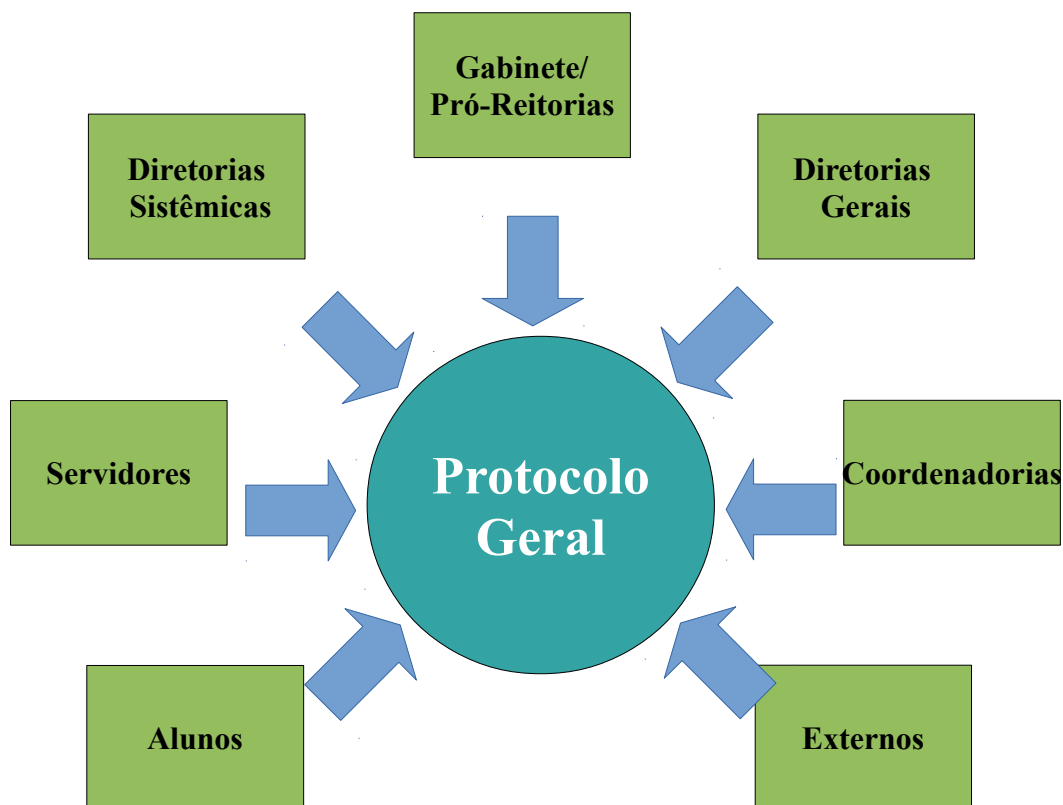 Gabinete/
Pró-Reitorias
Diretorias
Sistêmicas
Diretorias
Gerais
Servidores
Protocolo
Geral
Coordenadorias
Alunos
Externos